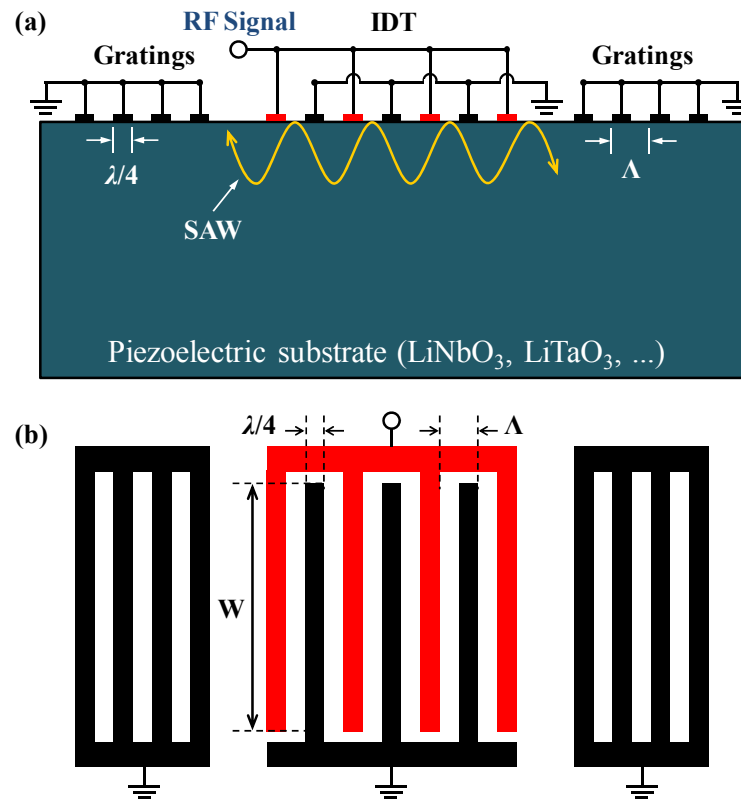 (a)
RF Signal
IDT
Gratings
Gratings
λ/4
Λ
SAW
Piezoelectric substrate (LiNbO₃, LiTaO₃, ...)
(b)
λ/4
Λ
W